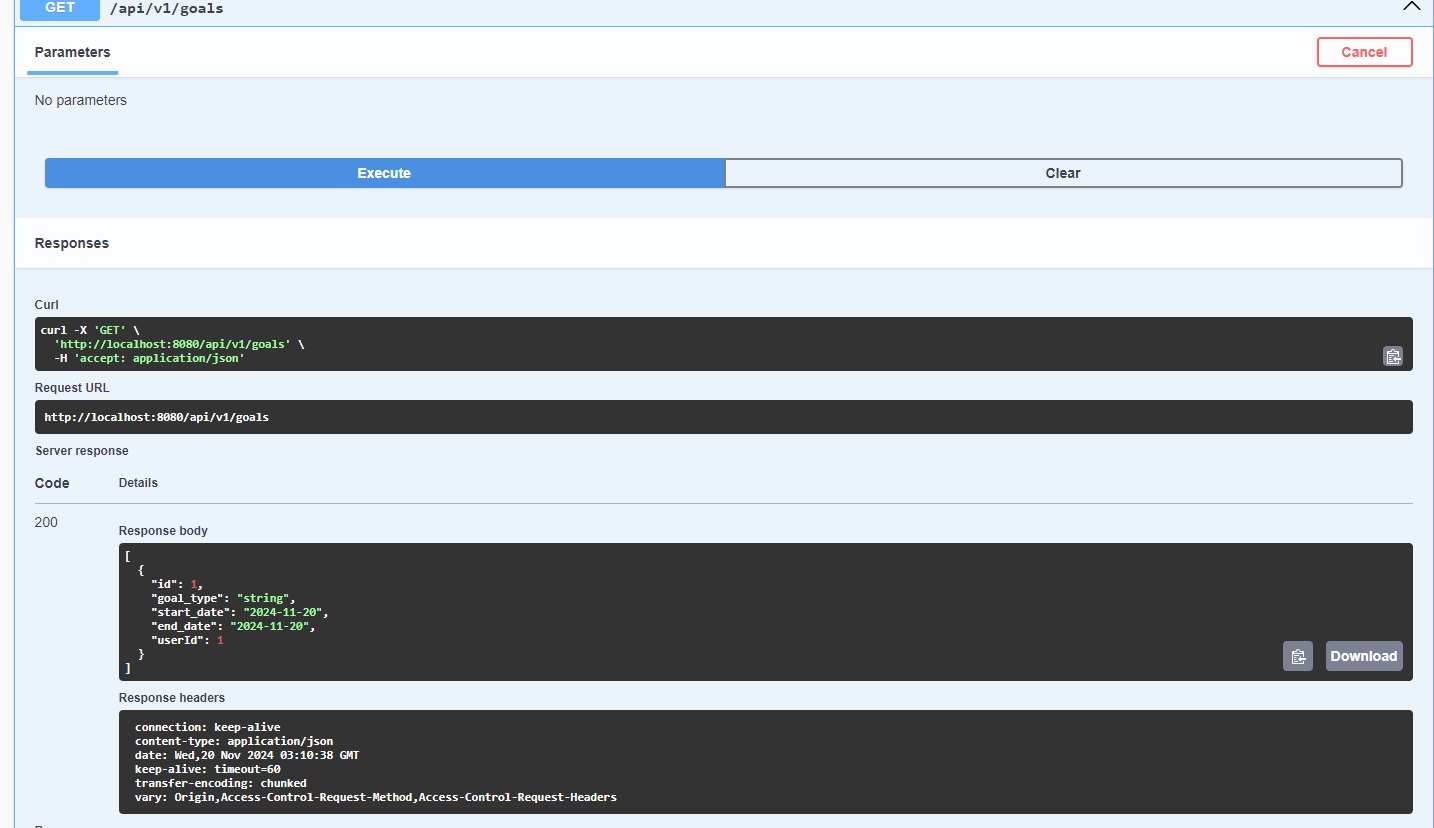 GET /api/v1/goals
Parameters
Cancel
No parameters
Execute
Clear
Responses
Curl
curl -X 'GET' \
  'http://localhost:8080/api/v1/goals' \
  -H 'accept: application/json'
Request URL
http://localhost:8080/api/v1/goals
Server response
Code Details
200
Response body
[
  {
    "id": 1,
    "goal_type": "string",
    "start_date": "2024-11-20",
    "end_date": "2024-11-20",
    "userId": 1
  }
]
Download
Response headers
connection: keep-alive
content-type: application/json
date: Wed,20 Nov 2024 03:10:38 GMT
keep-alive: timeout=60
transfer-encoding: chunked
vary: Origin,Access-Control-Request-Method,Access-Control-Request-Headers